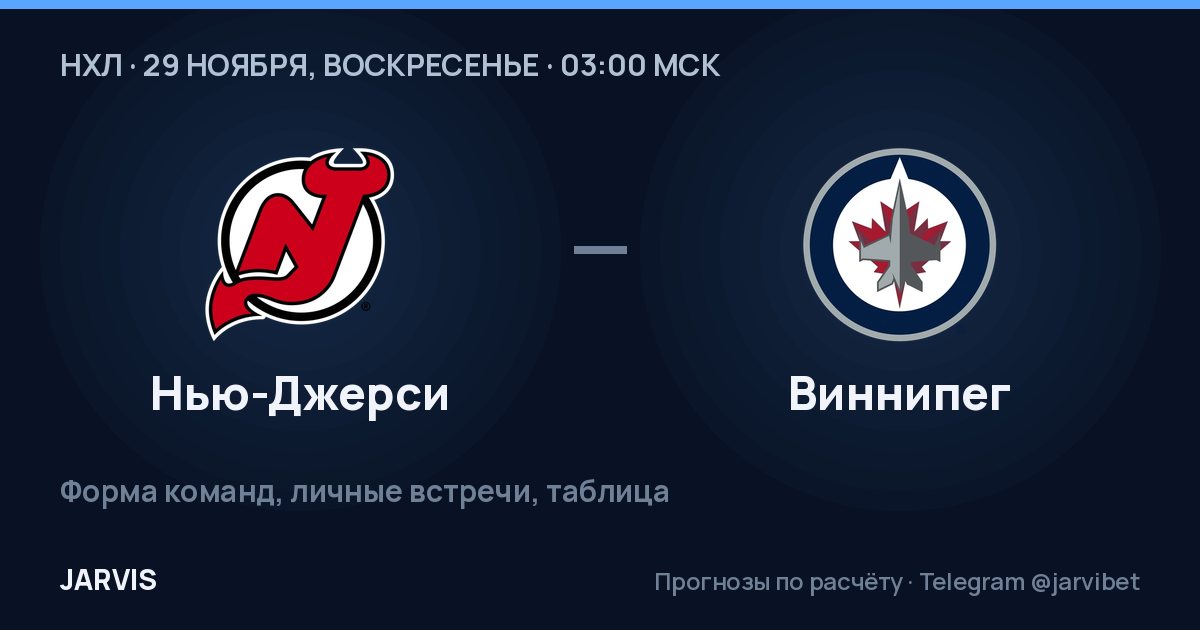 НХЛ · 29 НОЯБРЯ, ВОСКРЕСЕНЬЕ · 03:00 МСК
Нью-Джерси
Виннипег
Форма команд, личные встречи, таблица
JARVIS
Прогнозы по расчёту · Telegram @jarvibet